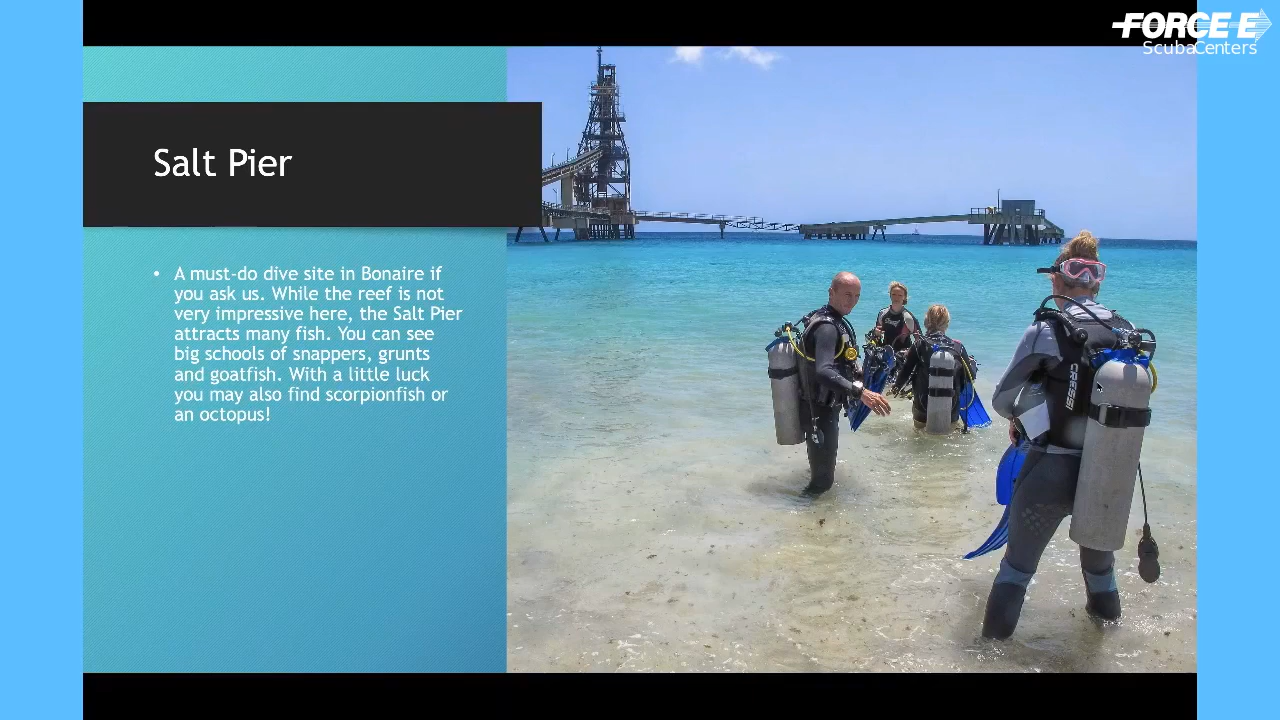 FORCE E
ScubaCenters
Salt Pier
• A must-do dive site in Bonaire if
you ask us. While the reef is not
very impressive here, the Salt Pier
attracts many fish. You can see
big schools of snappers, grunts
and goatfish. With a little luck
you may also find scorpionfish or
an octopus!
CRESSI